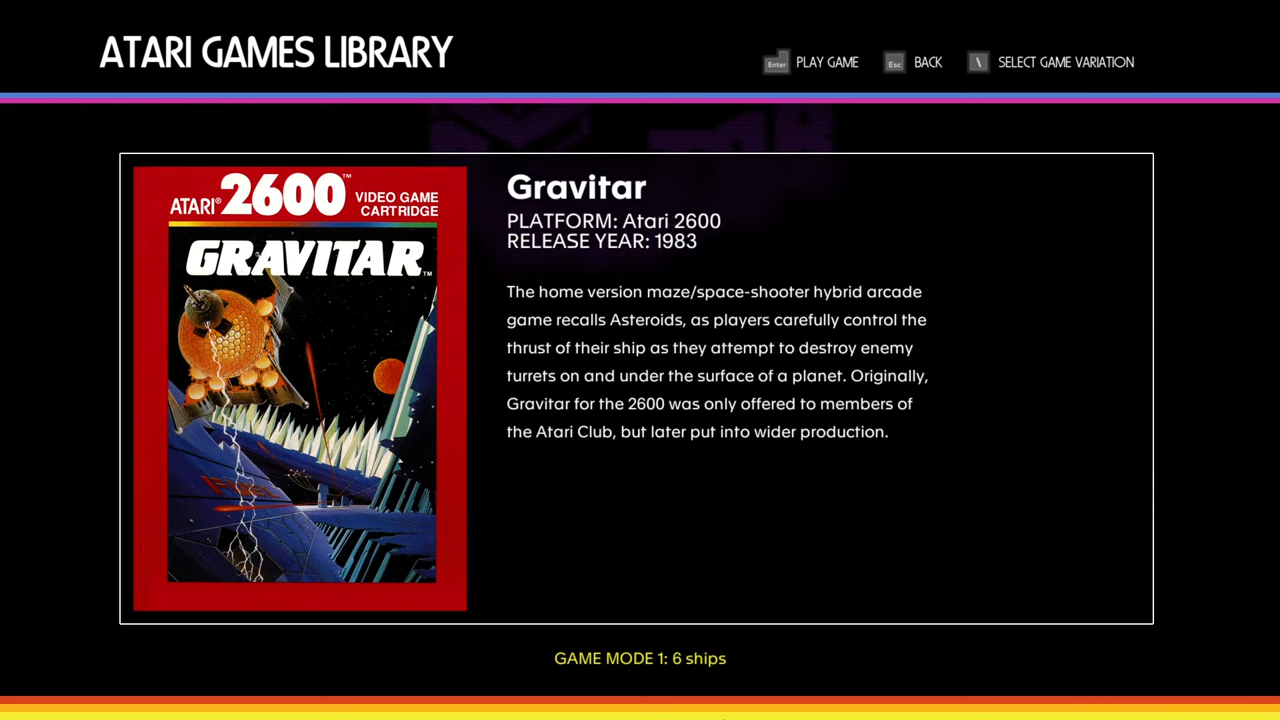 ATARI GAMES LIBRARY
Enter PLAY GAME Esc BACK \ SELECT GAME VARIATION
ATARI® 2600™ VIDEO GAME CARTRIDGE
GRAVITAR™
FUEL
Gravitar
PLATFORM: Atari 2600
RELEASE YEAR: 1983
The home version maze/space-shooter hybrid arcade
game recalls Asteroids, as players carefully control the
thrust of their ship as they attempt to destroy enemy
turrets on and under the surface of a planet. Originally,
Gravitar for the 2600 was only offered to members of
the Atari Club, but later put into wider production.
GAME MODE 1: 6 ships